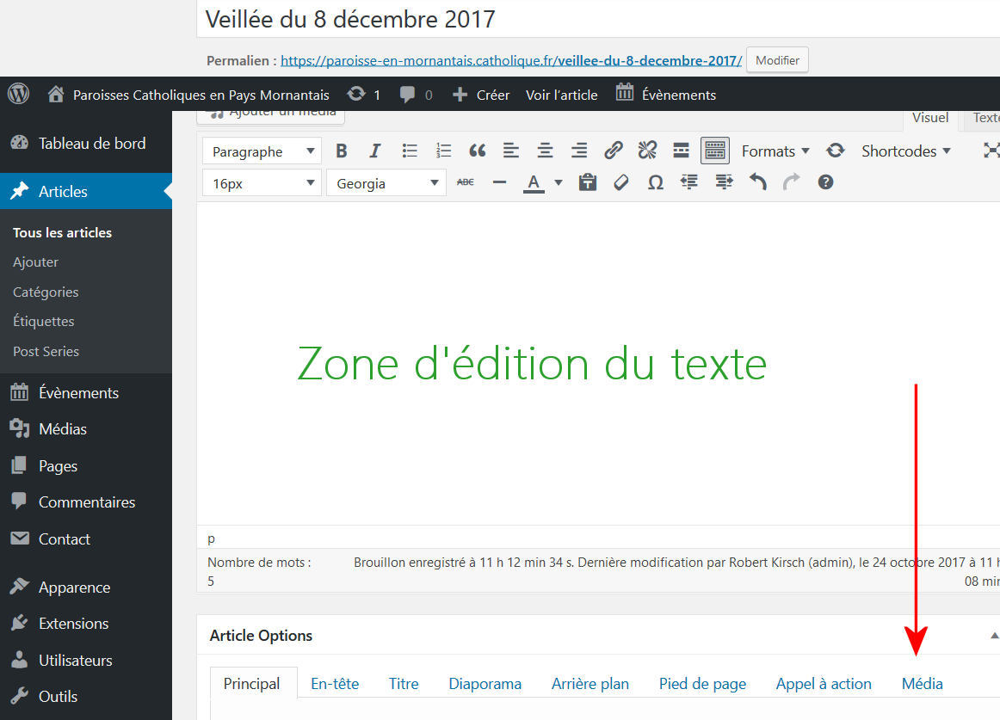 Veillée du 8 décembre 2017
Permalien : https://paroisse-en-mornantais.catholique.fr/veillee-du-8-decembre-2017/ Modifier
Paroisses Catholiques en Pays Mornantais 1 0 Créer Voir l'article Évènements
Ajouter un média Visuel Texte
Tableau de bord
Paragraphe B I Formats Shortcodes
16px Georgia ABC A
Articles
Tous les articles
Ajouter
Catégories
Étiquettes
Post Series
Zone d'édition du texte
Évènements
Médias
Pages
Commentaires
Contact
Apparence
Extensions
Utilisateurs
Outils
p
Nombre de mots : Brouillon enregistré à 11 h 12 min 34 s. Dernière modification par Robert Kirsch (admin), le 24 octobre 2017 à 11 h
5 08 min
Article Options
Principal En-tête Titre Diaporama Arrière plan Pied de page Appel à action Média